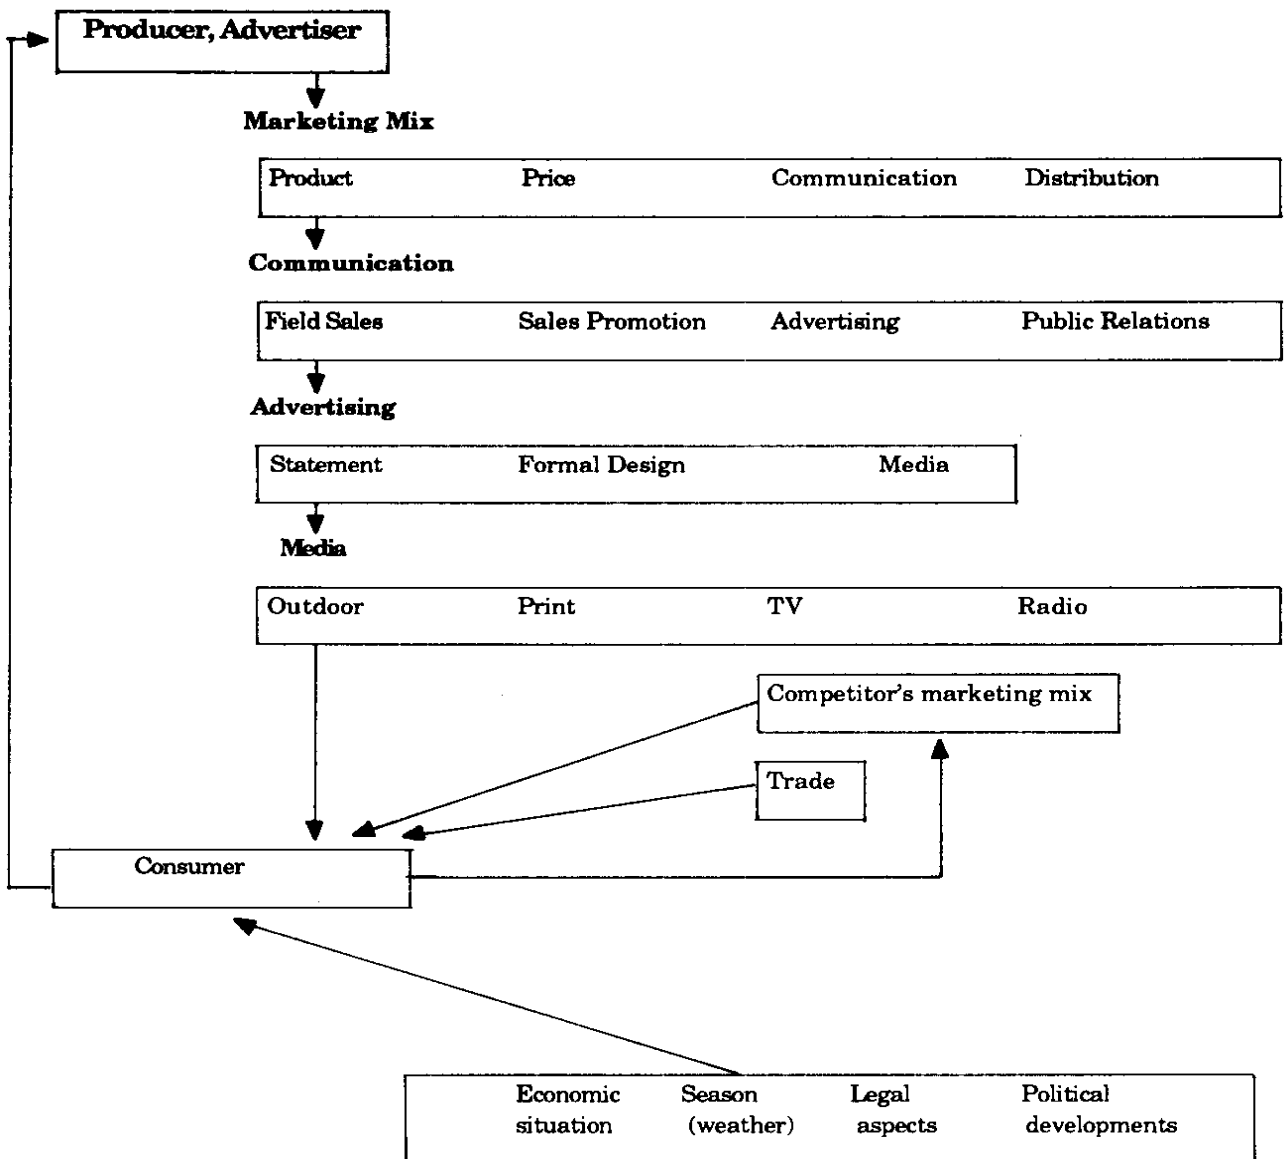 Producer, Advertiser
Marketing Mix
Product Price Communication Distribution
Communication
Field Sales Sales Promotion Advertising Public Relations
Advertising
Statement Formal Design Media
Media
Outdoor Print TV Radio
Competitor's marketing mix
Trade
Consumer
Economic Season Legal Political
situation (weather) aspects developments